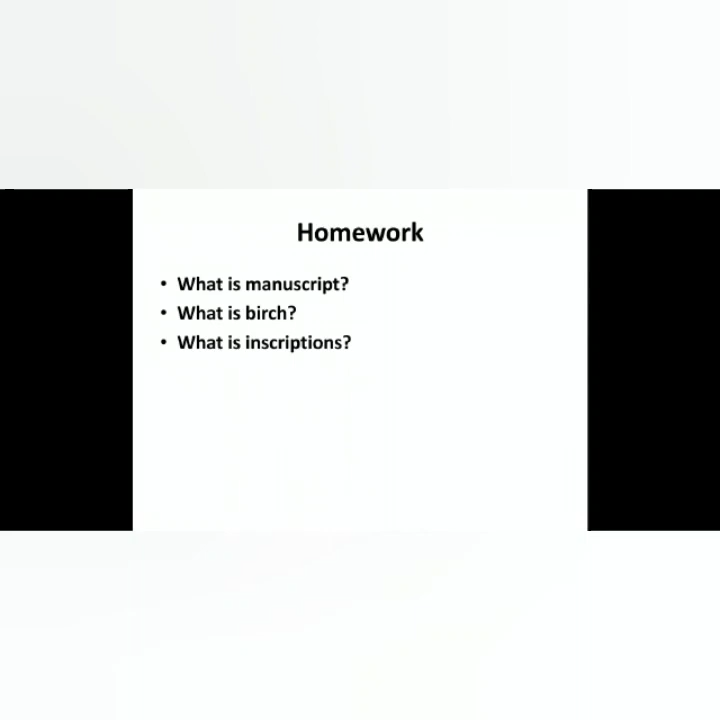 Homework
• What is manuscript?
• What is birch?
• What is inscriptions?